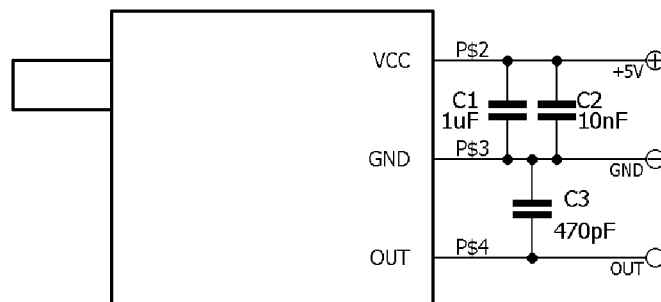 VCC P$2 +5V
C1 C2
1uF 10nF
GND P$3 GND
C3
470pF
OUT P$4 OUT